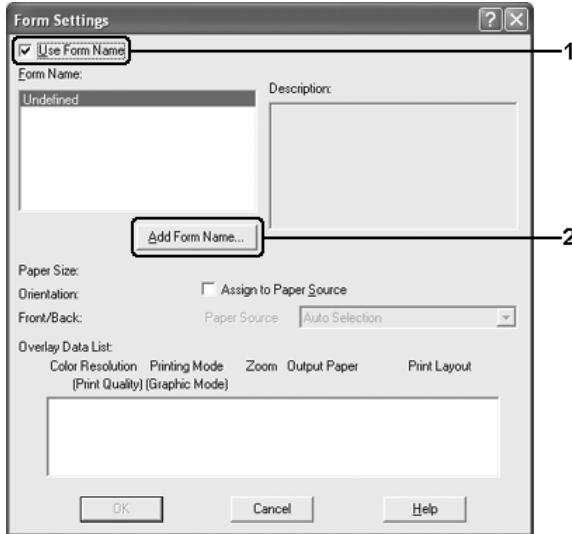 Form Settings
Use Form Name
1
Form Name:
Description:
Undefined
Add Form Name...
2
Paper Size:
Orientation:
Assign to Paper Source
Front/Back:
Paper Source
Auto Selection
Overlay Data List:
Color Resolution Printing Mode Zoom Output Paper Print Layout
(Print Quality) (Graphic Mode)
OK Cancel Help